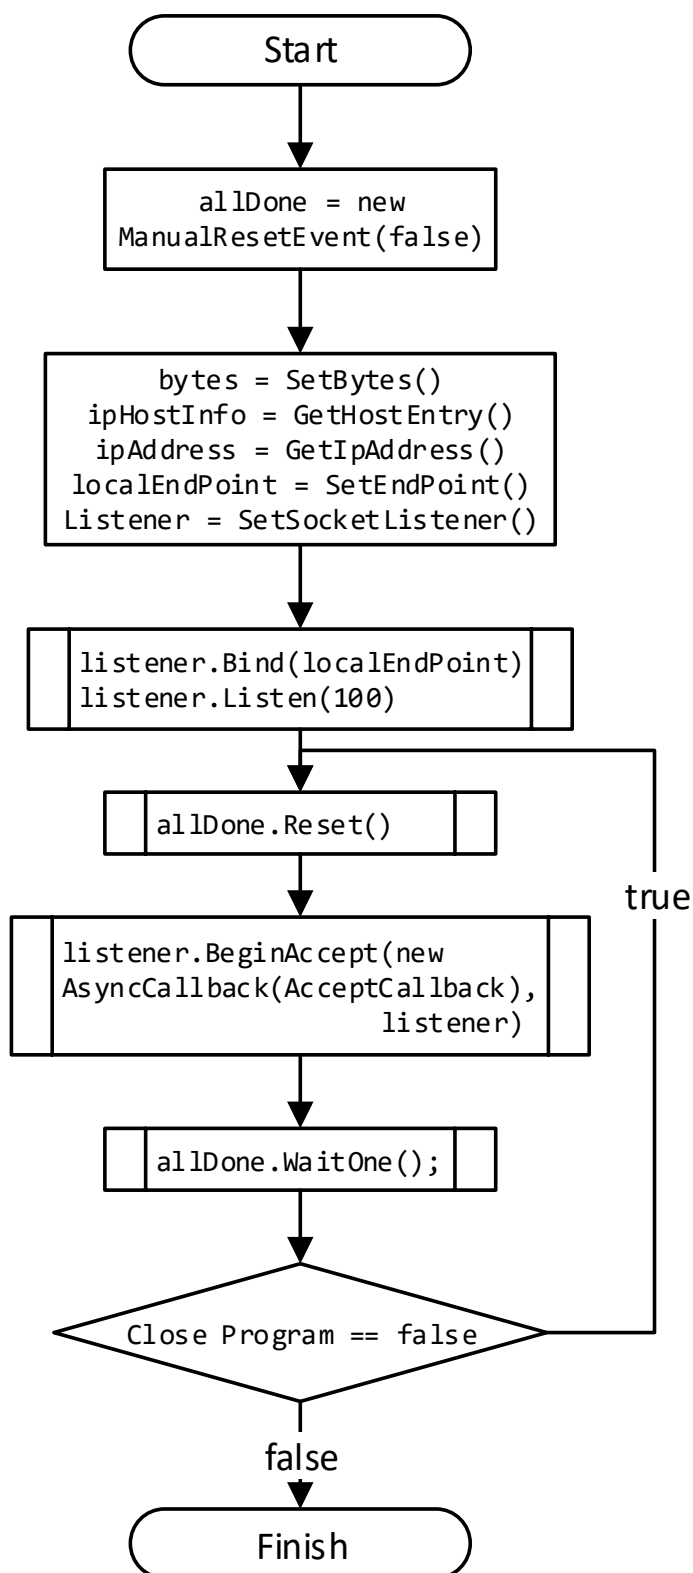 Start
allDone = new
ManualResetEvent(false)
bytes = SetBytes()
ipHostInfo = GetHostEntry()
ipAddress = GetIpAddress()
localEndPoint = SetEndPoint()
Listener = SetSocketListener()
listener.Bind(localEndPoint)
listener.Listen(100)
allDone.Reset()
true
listener.BeginAccept(new
AsyncCallback(AcceptCallback),
listener)
allDone.WaitOne();
Close Program == false
false
Finish